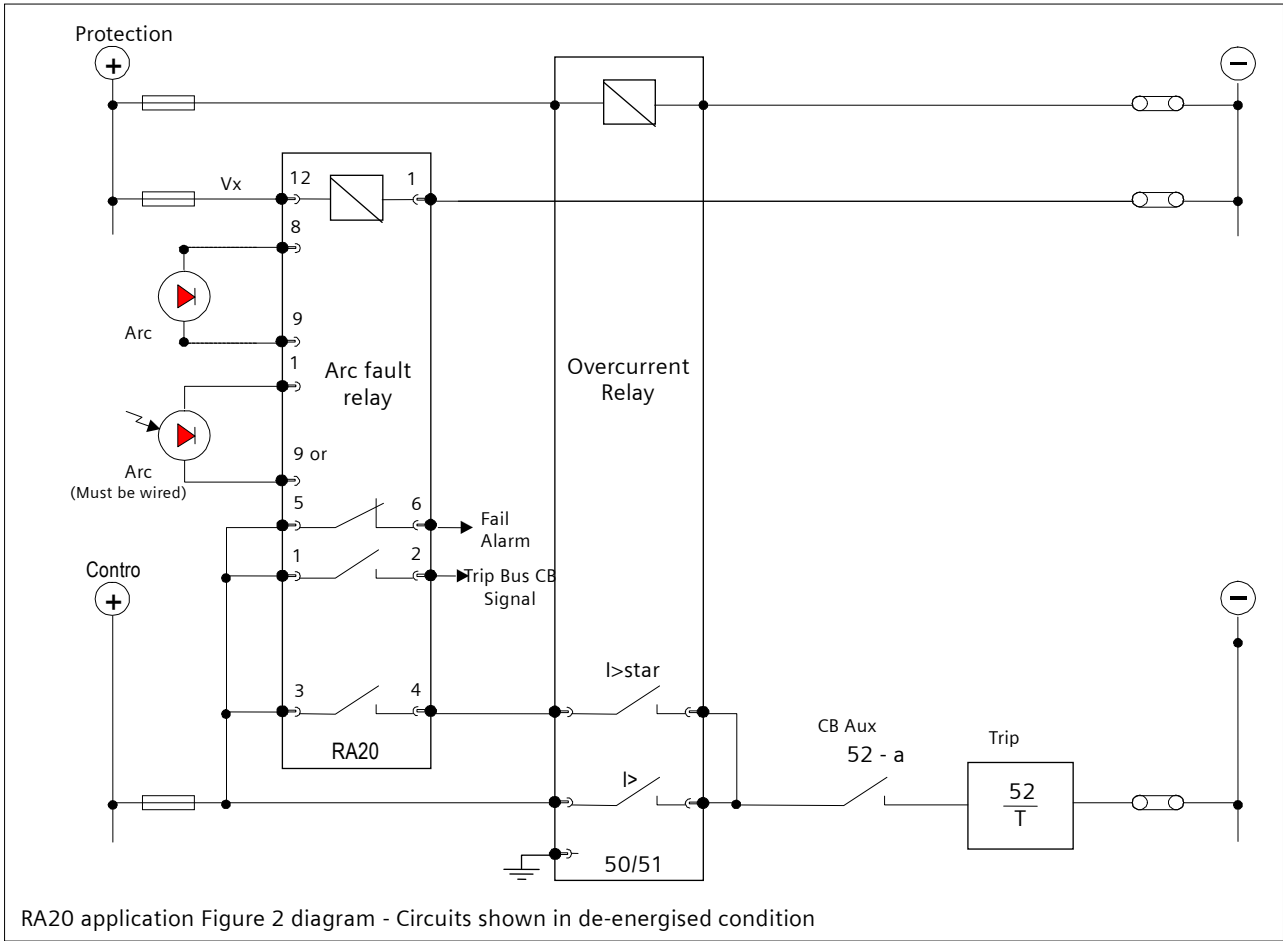 Protection
+
−
Vx
12
1
8
9
Arc
1
Arc fault
relay
Overcurrent
Relay
9 or
Arc
(Must be wired)
5
6
Fail
Alarm
1
2
Trip Bus CB
Signal
Contro
+
−
I>star
3
4
RA20
CB Aux
52 - a
Trip
I>
52
T
50/51
RA20 application Figure 2 diagram - Circuits shown in de-energised condition